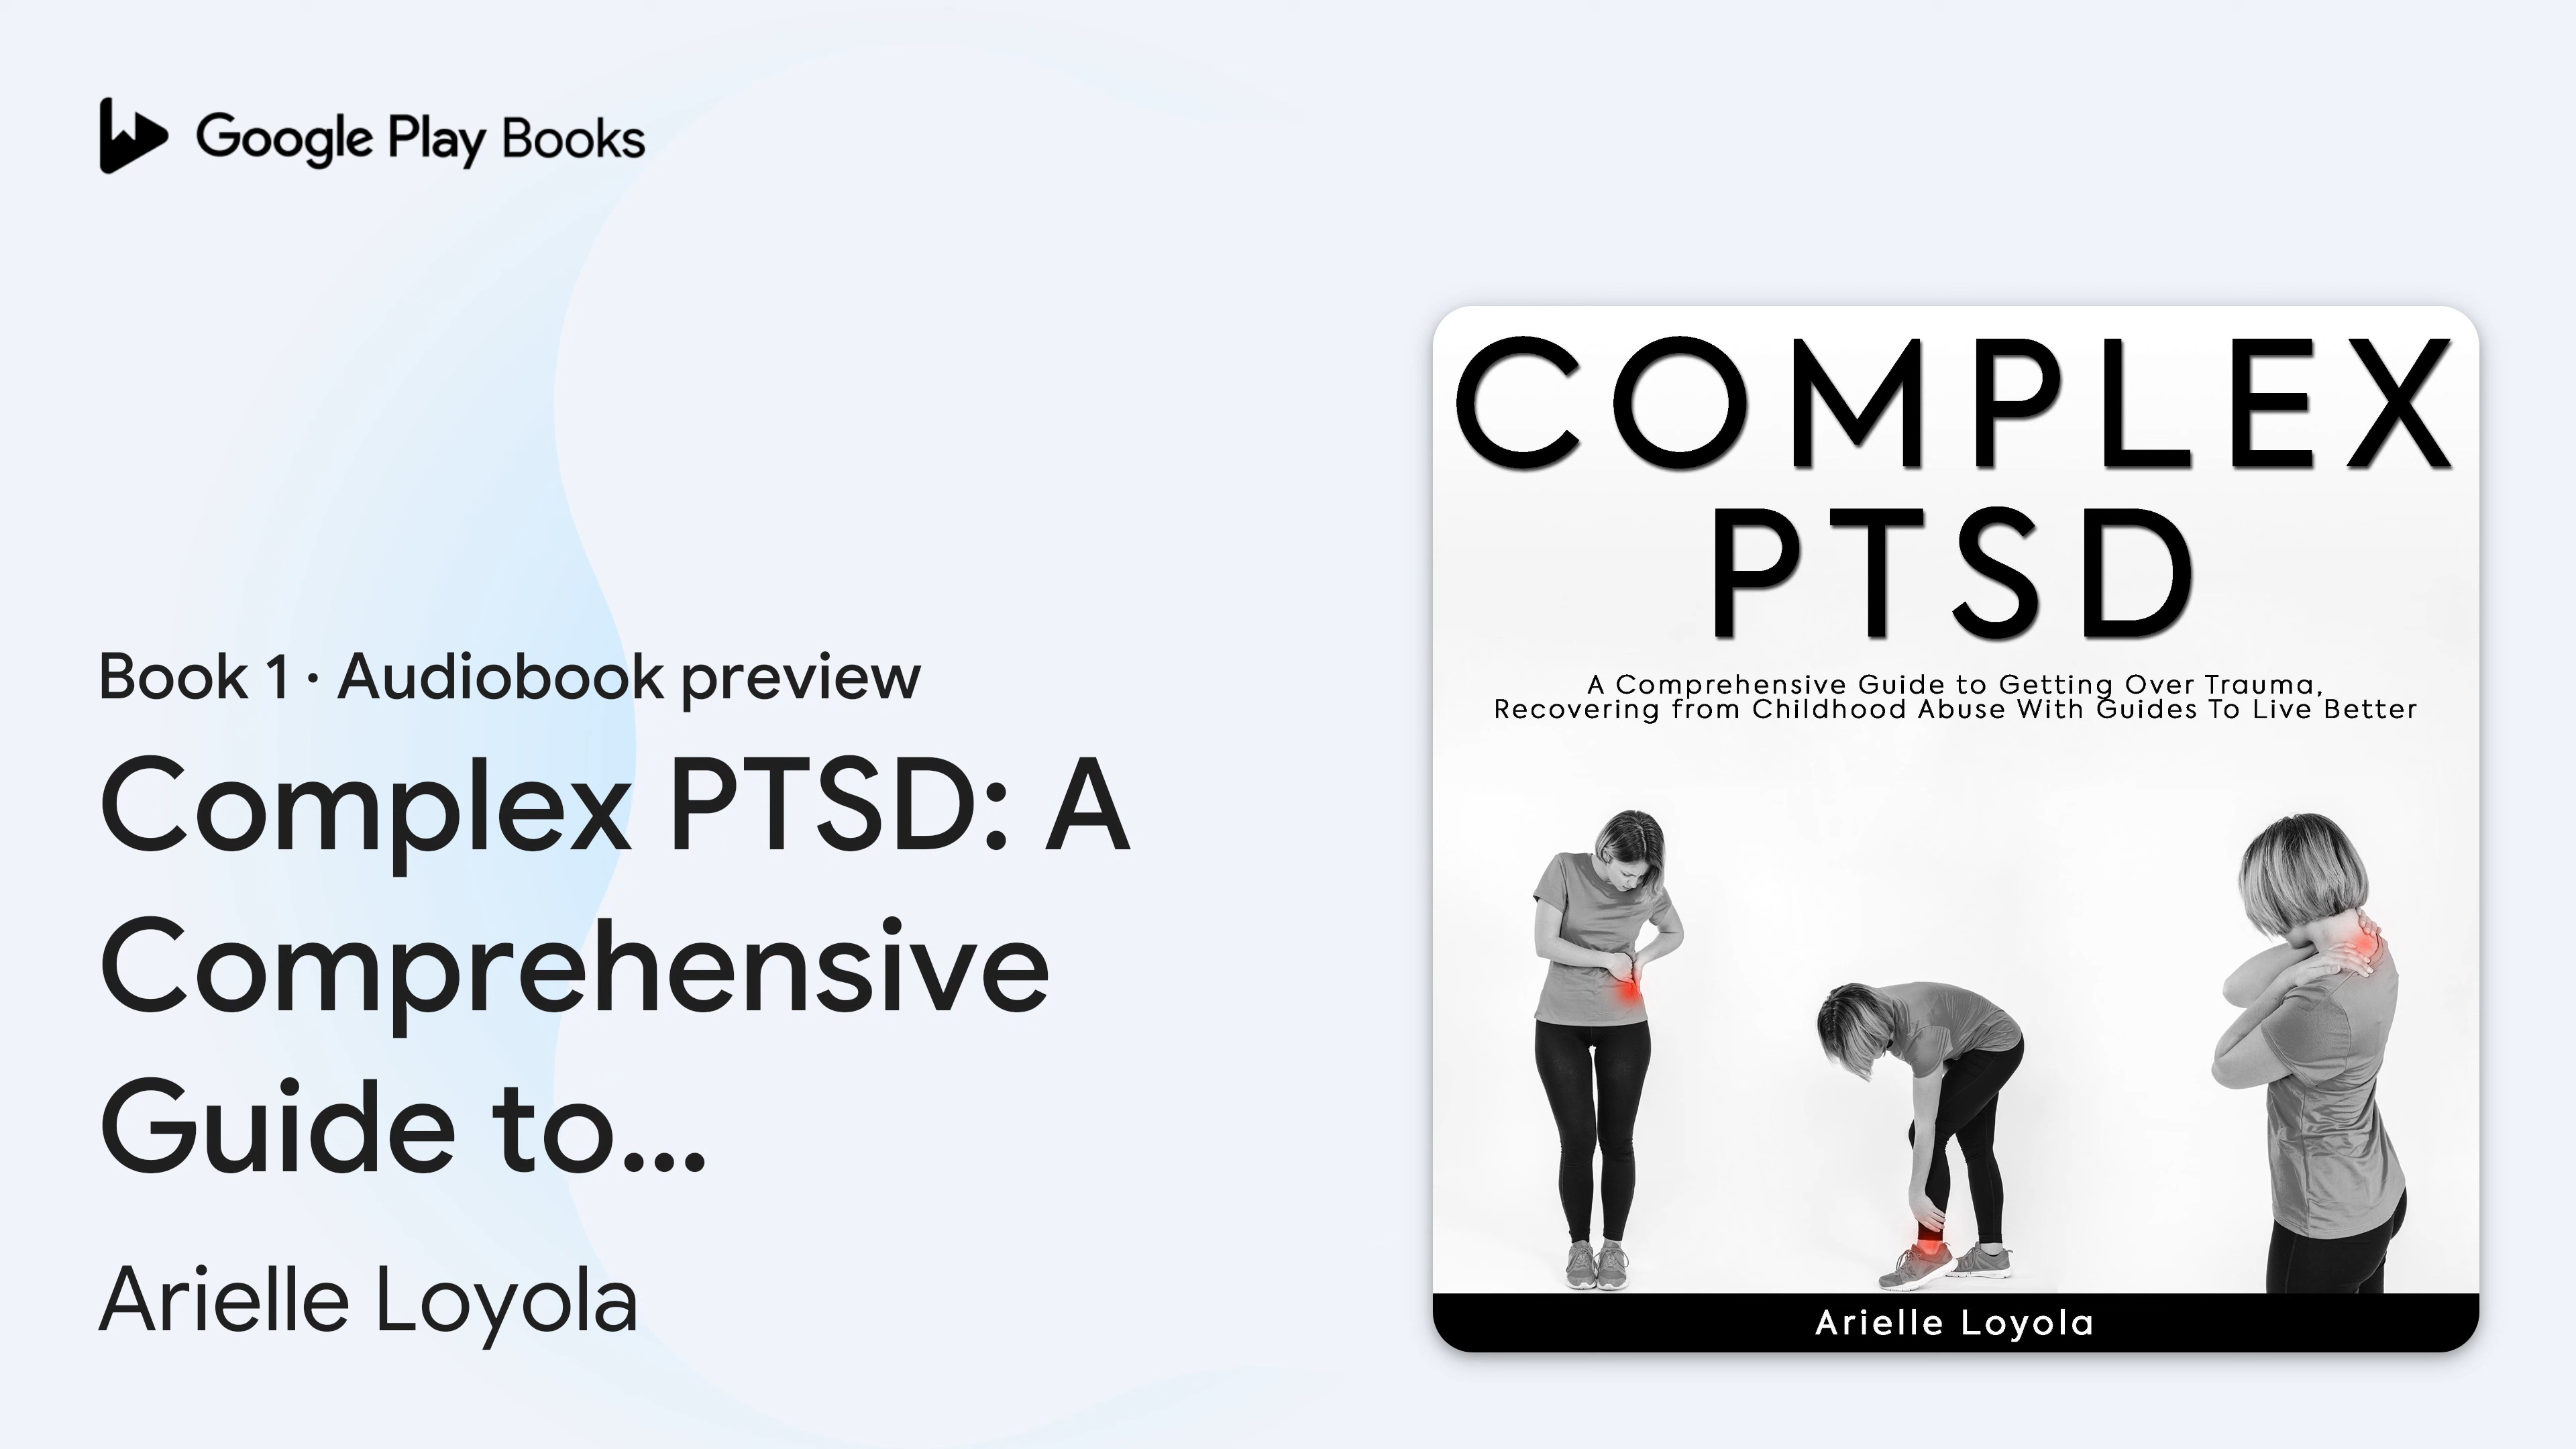 Google Play Books
Book 1 · Audiobook preview
Complex PTSD: A
Comprehensive
Guide to...
Arielle Loyola
COMPLEX
PTSD
A Comprehensive Guide to Getting Over Trauma,
Recovering from Childhood Abuse With Guides To Live Better
Arielle Loyola